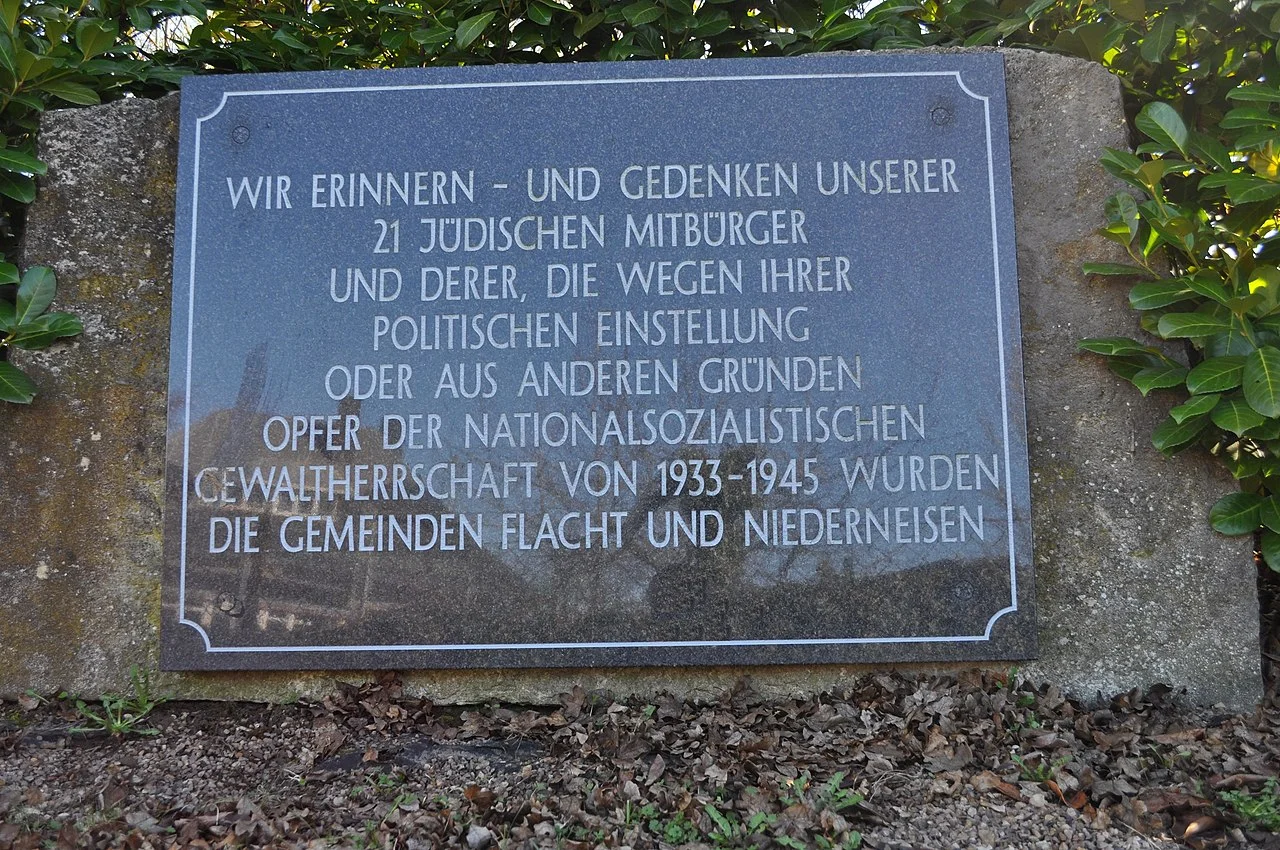 WIR ERINNERN - UND GEDENKEN UNSERER
21 JÜDISCHEN MITBÜRGER
UND DERER, DIE WEGEN IHRER
POLITISCHEN EINSTELLUNG
ODER AUS ANDEREN GRÜNDEN
OPFER DER NATIONALSOZIALISTISCHEN
GEWALTHERRSCHAFT VON 1933-1945 WURDEN
DIE GEMEINDEN FLACHT UND NIEDERNEISEN